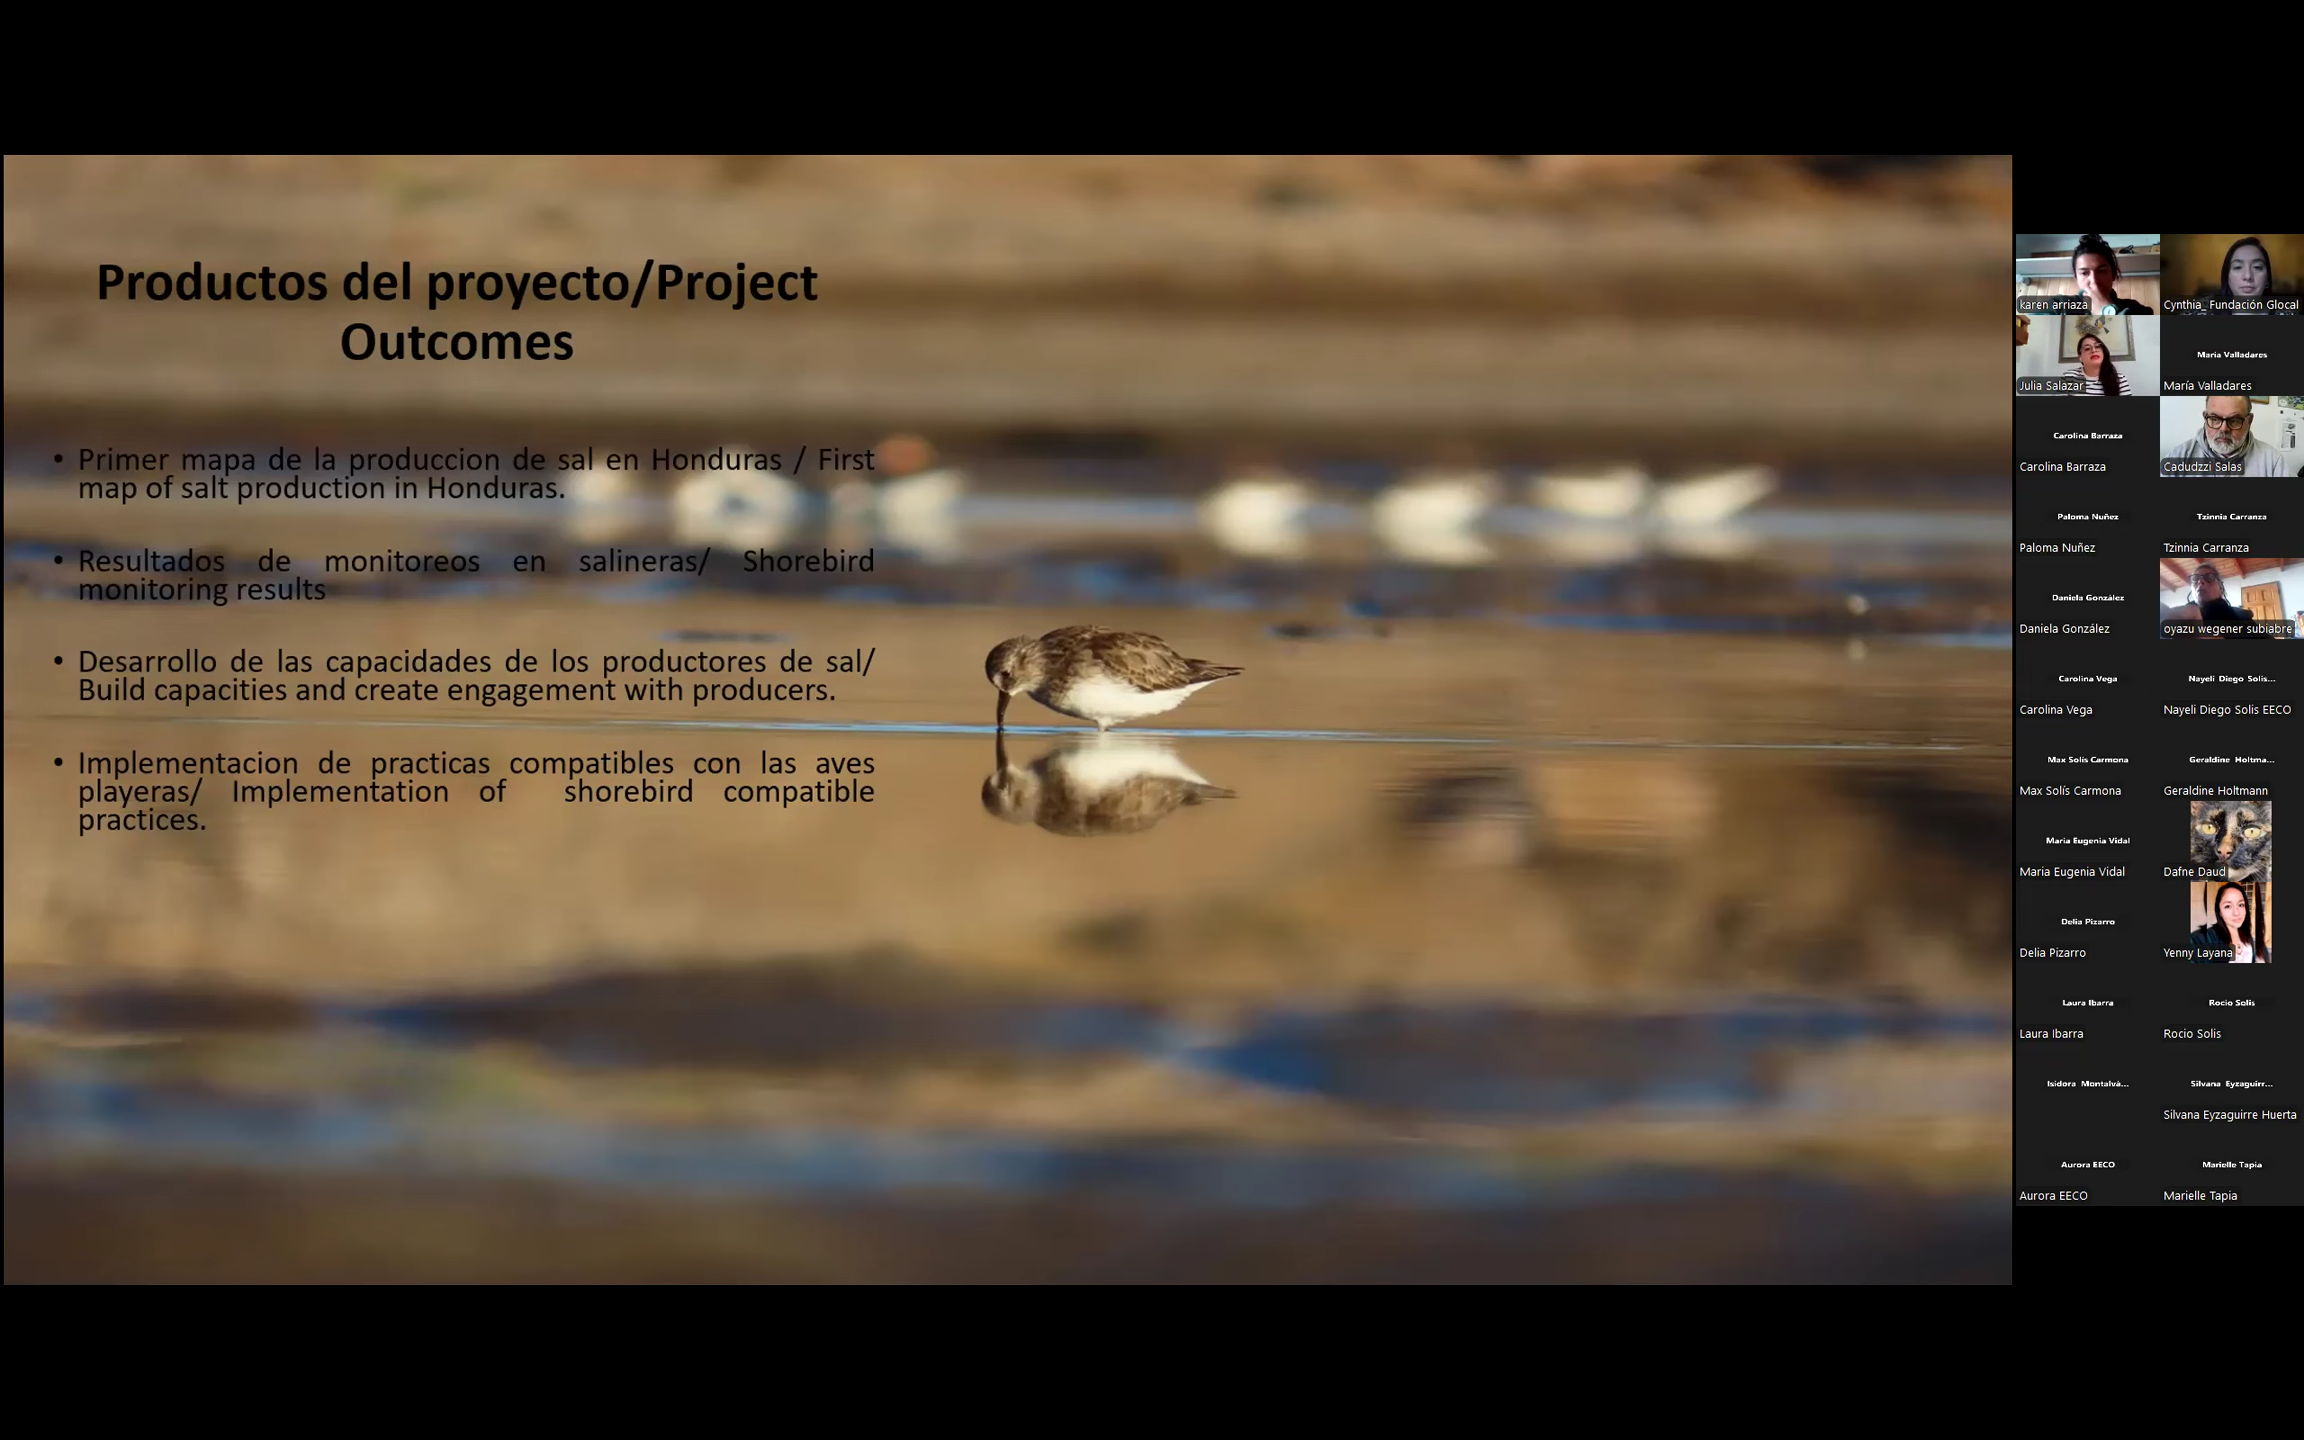 Productos del proyecto/Project
Outcomes
• Primer mapa de la produccion de sal en Honduras / First
map of salt production in Honduras.
• Resultados de monitoreos en salineras/ Shorebird
monitoring results
• Desarrollo de las capacidades de los productores de sal/
Build capacities and create engagement with producers.
• Implementacion de practicas compatibles con las aves
playeras/ Implementation of shorebird compatible
practices.
karen arriaza
Cynthia_ Fundación Glocal
Julia Salazar
María Valladares
María Valladares
Carolina Barraza
Carolina Barraza
Cadudzzi Salas
Paloma Nuñez
Tzinnia Carranza
Paloma Nuñez
Tzinnia Carranza
Daniela González
Daniela González
oyazu wegener subiabre
Carolina Vega
Nayeli Diego Solis...
Carolina Vega
Nayeli Diego Solis EECO
Max Solís Carmona
Geraldine Holtma...
Max Solís Carmona
Geraldine Holtmann
Maria Eugenia Vidal
Maria Eugenia Vidal
Dafne Daud
Delia Pizarro
Delia Pizarro
Yenny Layana
Laura Ibarra
Rocio Solis
Laura Ibarra
Rocio Solis
Isidora Montalva...
Silvana Eyzaguirr...
Silvana Eyzaguirre Huerta
Aurora EECO
Marielle Tapia
Aurora EECO
Marielle Tapia